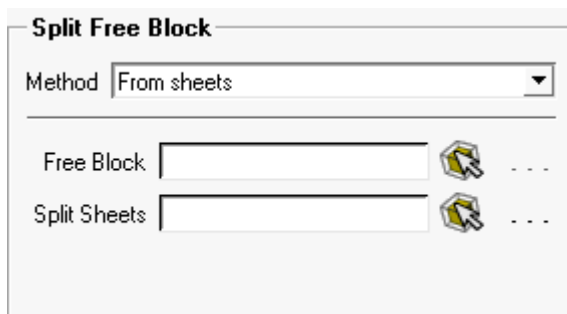 Split Free Block
Method From sheets
Free Block . . .
Split Sheets . . .